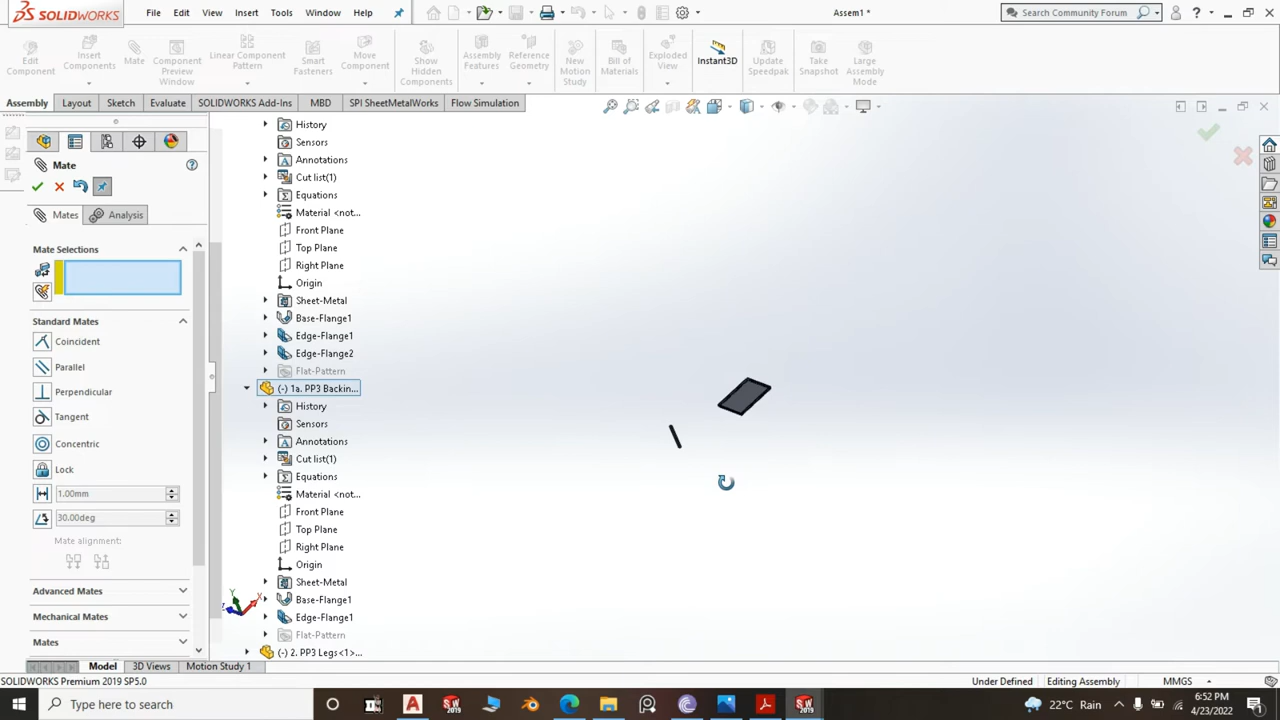 SOLIDWORKS File Edit View Insert Tools Window Help Assem1 * Search Community Forum
Edit Component Insert Components Mate Component Preview Window Linear Component Pattern Smart Fasteners Move Component Show Hidden Components Assembly Features Reference Geometry New Motion Study Bill of Materials Exploded View Instant3D Update Speedpak Take Snapshot Large Assembly Mode
Assembly Layout Sketch Evaluate SOLIDWORKS Add-Ins MBD SPI SheetMetalWorks Flow Simulation
Mate
Mates Analysis
Mate Selections
Standard Mates
Coincident
Parallel
Perpendicular
Tangent
Concentric
Lock
1.00mm
30.00deg
Mate alignment:
Advanced Mates
Mechanical Mates
Mates
History
Sensors
Annotations
Cut list(1)
Equations
Material <not...
Front Plane
Top Plane
Right Plane
Origin
Sheet-Metal
Base-Flange1
Edge-Flange1
Edge-Flange2
Flat-Pattern
(-) 1a. PP3 Backin...
History
Sensors
Annotations
Cut list(1)
Equations
Material <not...
Front Plane
Top Plane
Right Plane
Origin
Sheet-Metal
Base-Flange1
Edge-Flange1
Flat-Pattern
(-) 2. PP3 Legs<1>...
Y X
Model 3D Views Motion Study 1
SOLIDWORKS Premium 2019 SP5.0 Under Defined Editing Assembly MMGS
Type here to search 22°C Rain 6:52 PM
4/23/2022